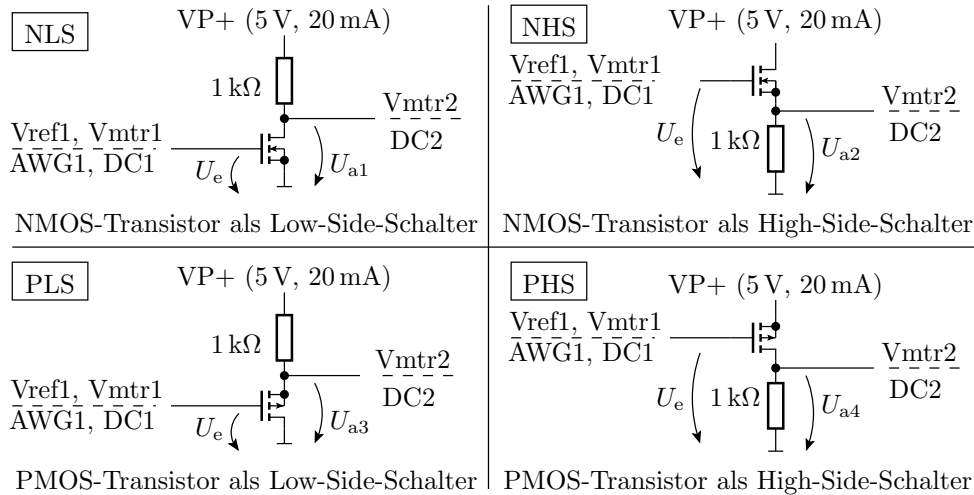 NLS
VP+ (5 V, 20 mA)
1 kΩ
Vmtr2
DC2
Vref1, Vmtr1
AWG1, DC1
Ue
Ua1
NMOS-Transistor als Low-Side-Schalter
NHS
VP+ (5 V, 20 mA)
Vref1, Vmtr1
AWG1, DC1
Vmtr2
DC2
Ue
1 kΩ
Ua2
NMOS-Transistor als High-Side-Schalter
PLS
VP+ (5 V, 20 mA)
1 kΩ
Vmtr2
DC2
Vref1, Vmtr1
AWG1, DC1
Ue
Ua3
PMOS-Transistor als Low-Side-Schalter
PHS
VP+ (5 V, 20 mA)
Vref1, Vmtr1
AWG1, DC1
Vmtr2
DC2
Ue
1 kΩ
Ua4
PMOS-Transistor als High-Side-Schalter